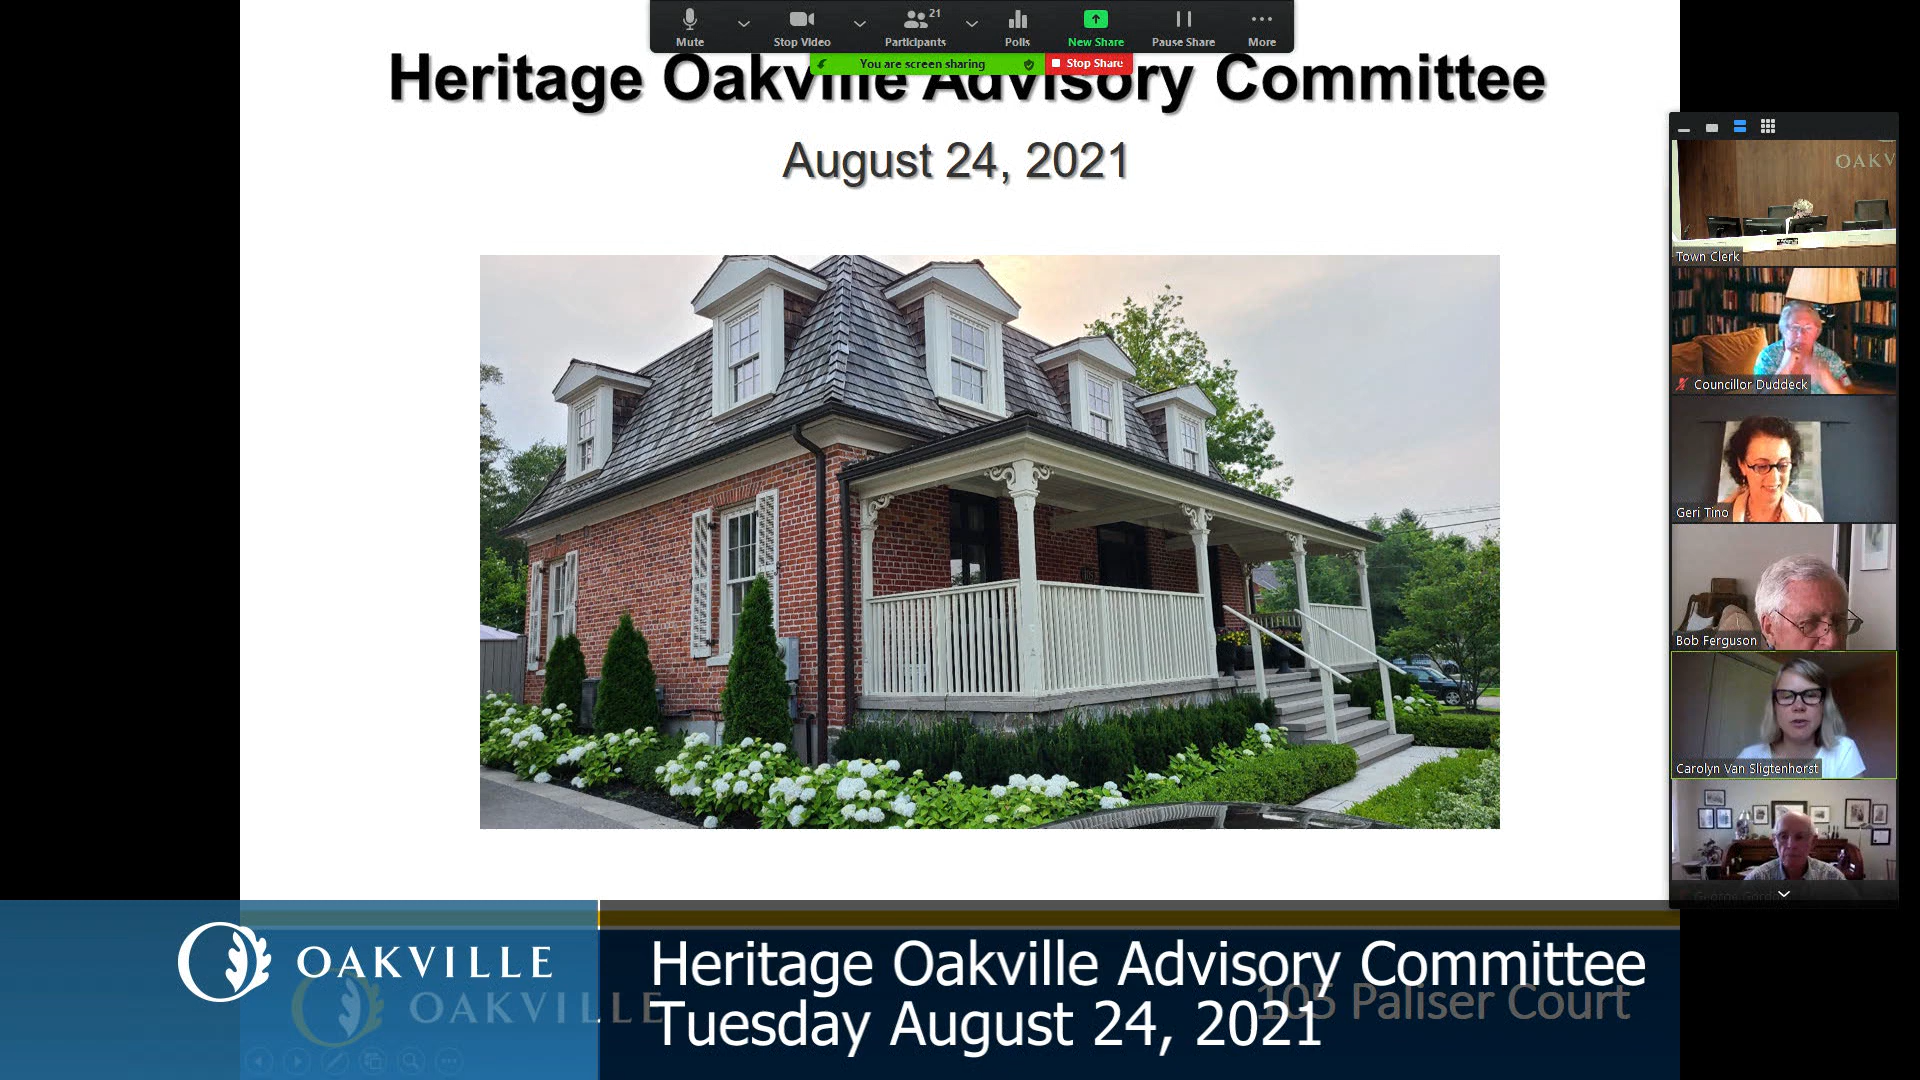 21
Mute
Stop Video
Participants
Polls
New Share
Pause Share
More
You are screen sharing
Stop Share
Heritage Oakville Advisory Committee
August 24, 2021
OAKV
Town Clerk
Councillor Duddeck
Geri Tino
Bob Ferguson
Carolyn Van Sligtenhorst
OAKVILLE
Heritage Oakville Advisory Committee
OAKVILLE
105 Paliser Court
Tuesday August 24, 2021